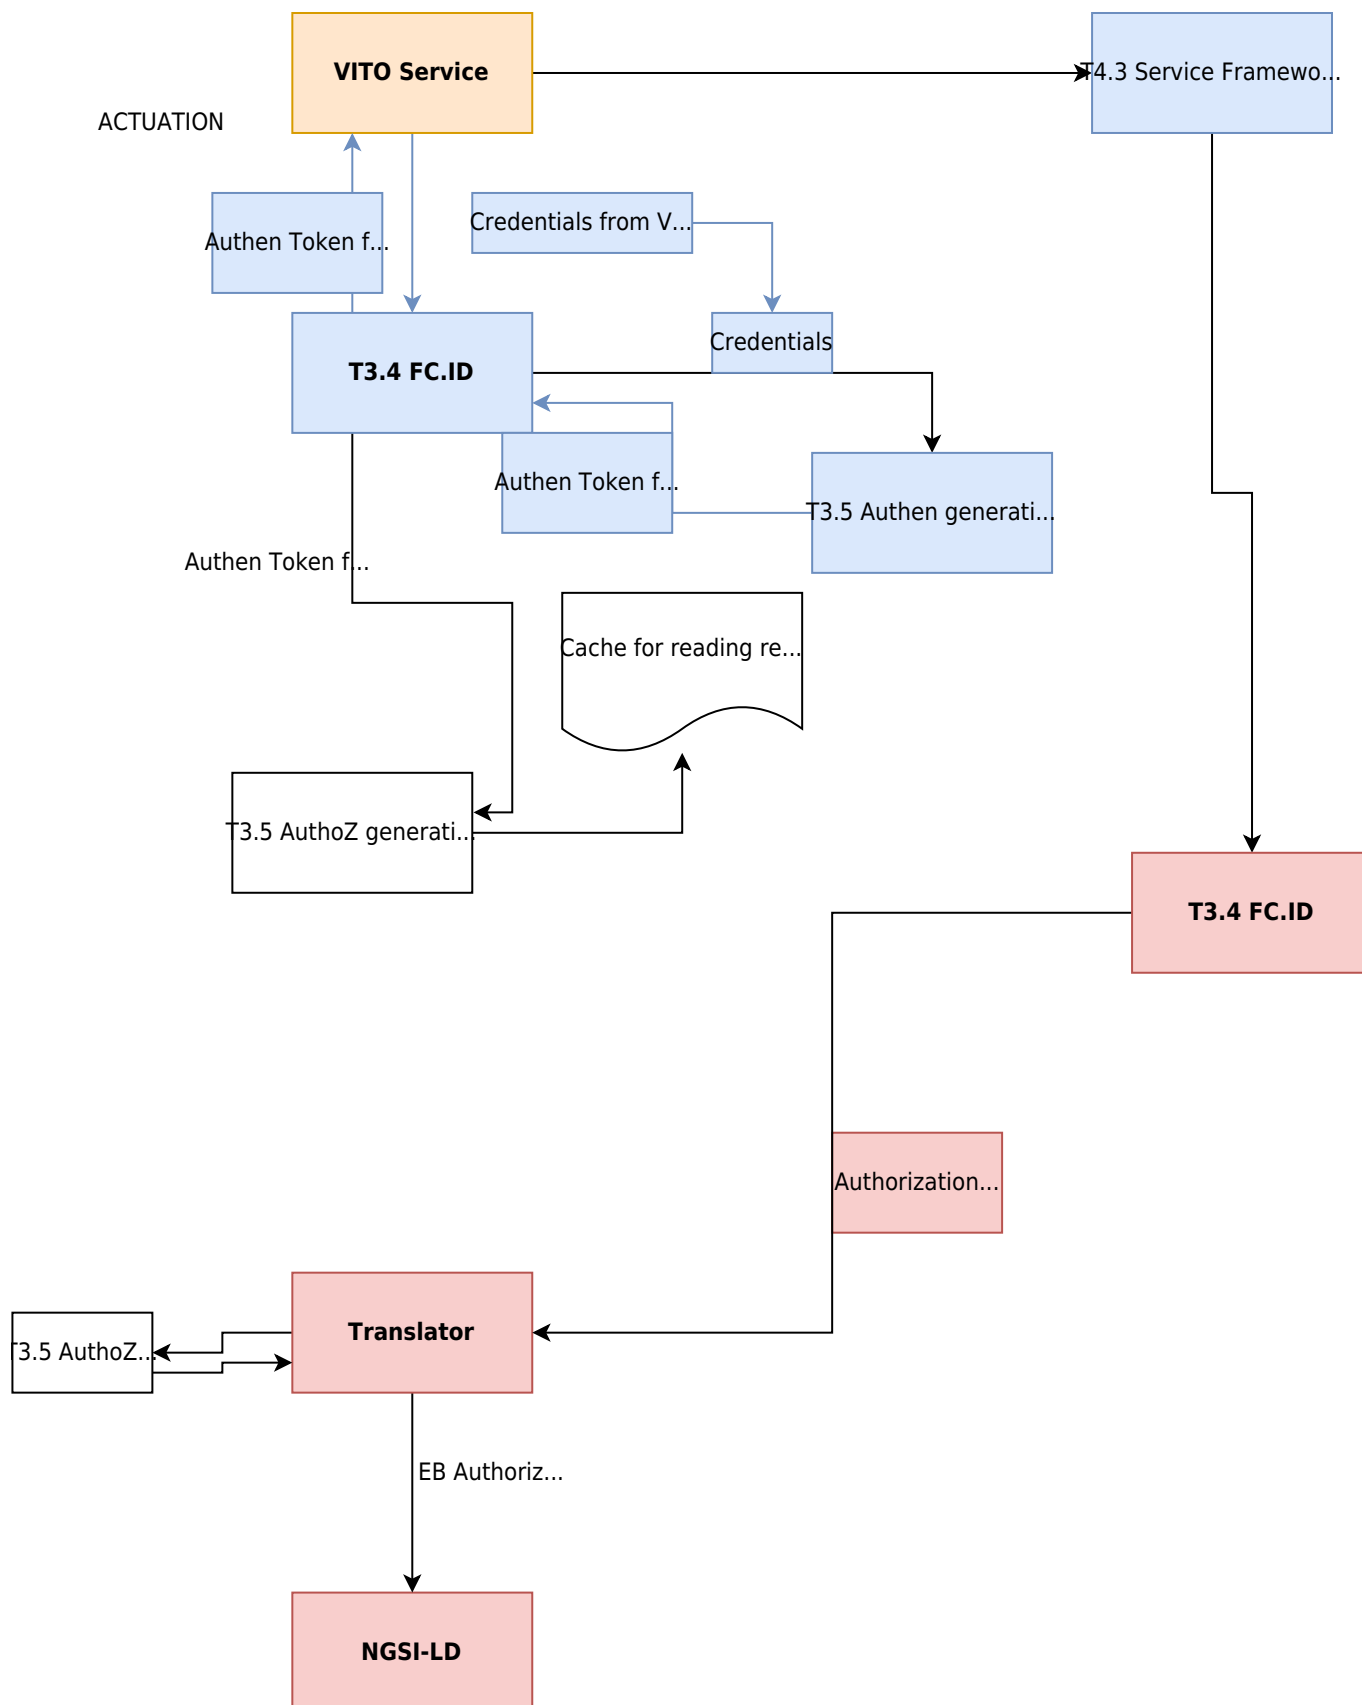 VITO Service
T4.3 Service Framewo...
ACTUATION
Authen Token f...
Credentials from V...
Credentials
T3.4 FC.ID
Authen Token f...
T3.5 Authen generati...
Authen Token f...
Cache for reading re...
T3.5 AuthoZ generati...
T3.4 FC.ID
Authorization...
Translator
T3.5 AuthoZ...
EB Authoriz...
NGSI-LD